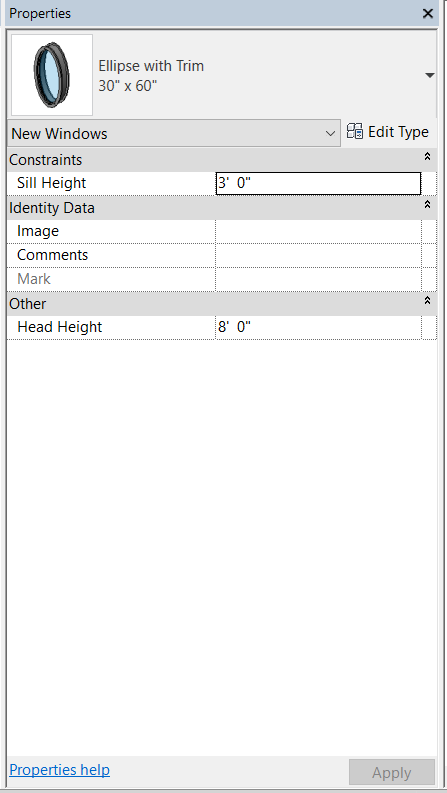 Properties
Ellipse with Trim
30" x 60"
New Windows
Edit Type
Constraints
Sill Height 3'  0"
Identity Data
Image
Comments
Mark
Other
Head Height 8'  0"
Properties help
Apply